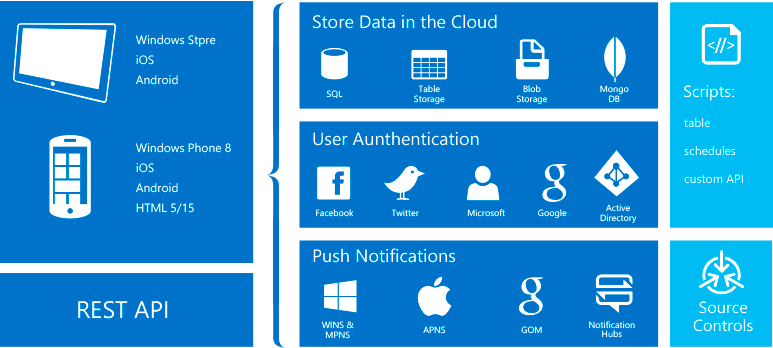 Windows Stpre
iOS
Android
Windows Phone 8
iOS
Android
HTML 5/15
REST API
Store Data in the Cloud
SQL
Table
Storage
Blob
Storage
Mongo
DB
User Aunthentication
Facebook
Twitter
Microsoft
Google
Active
Directory
Push Notifications
WINS &
MPNS
APNS
GOM
Notification
Hubs
</>
Scripts:
table
schedules
custom API
Source
Controls